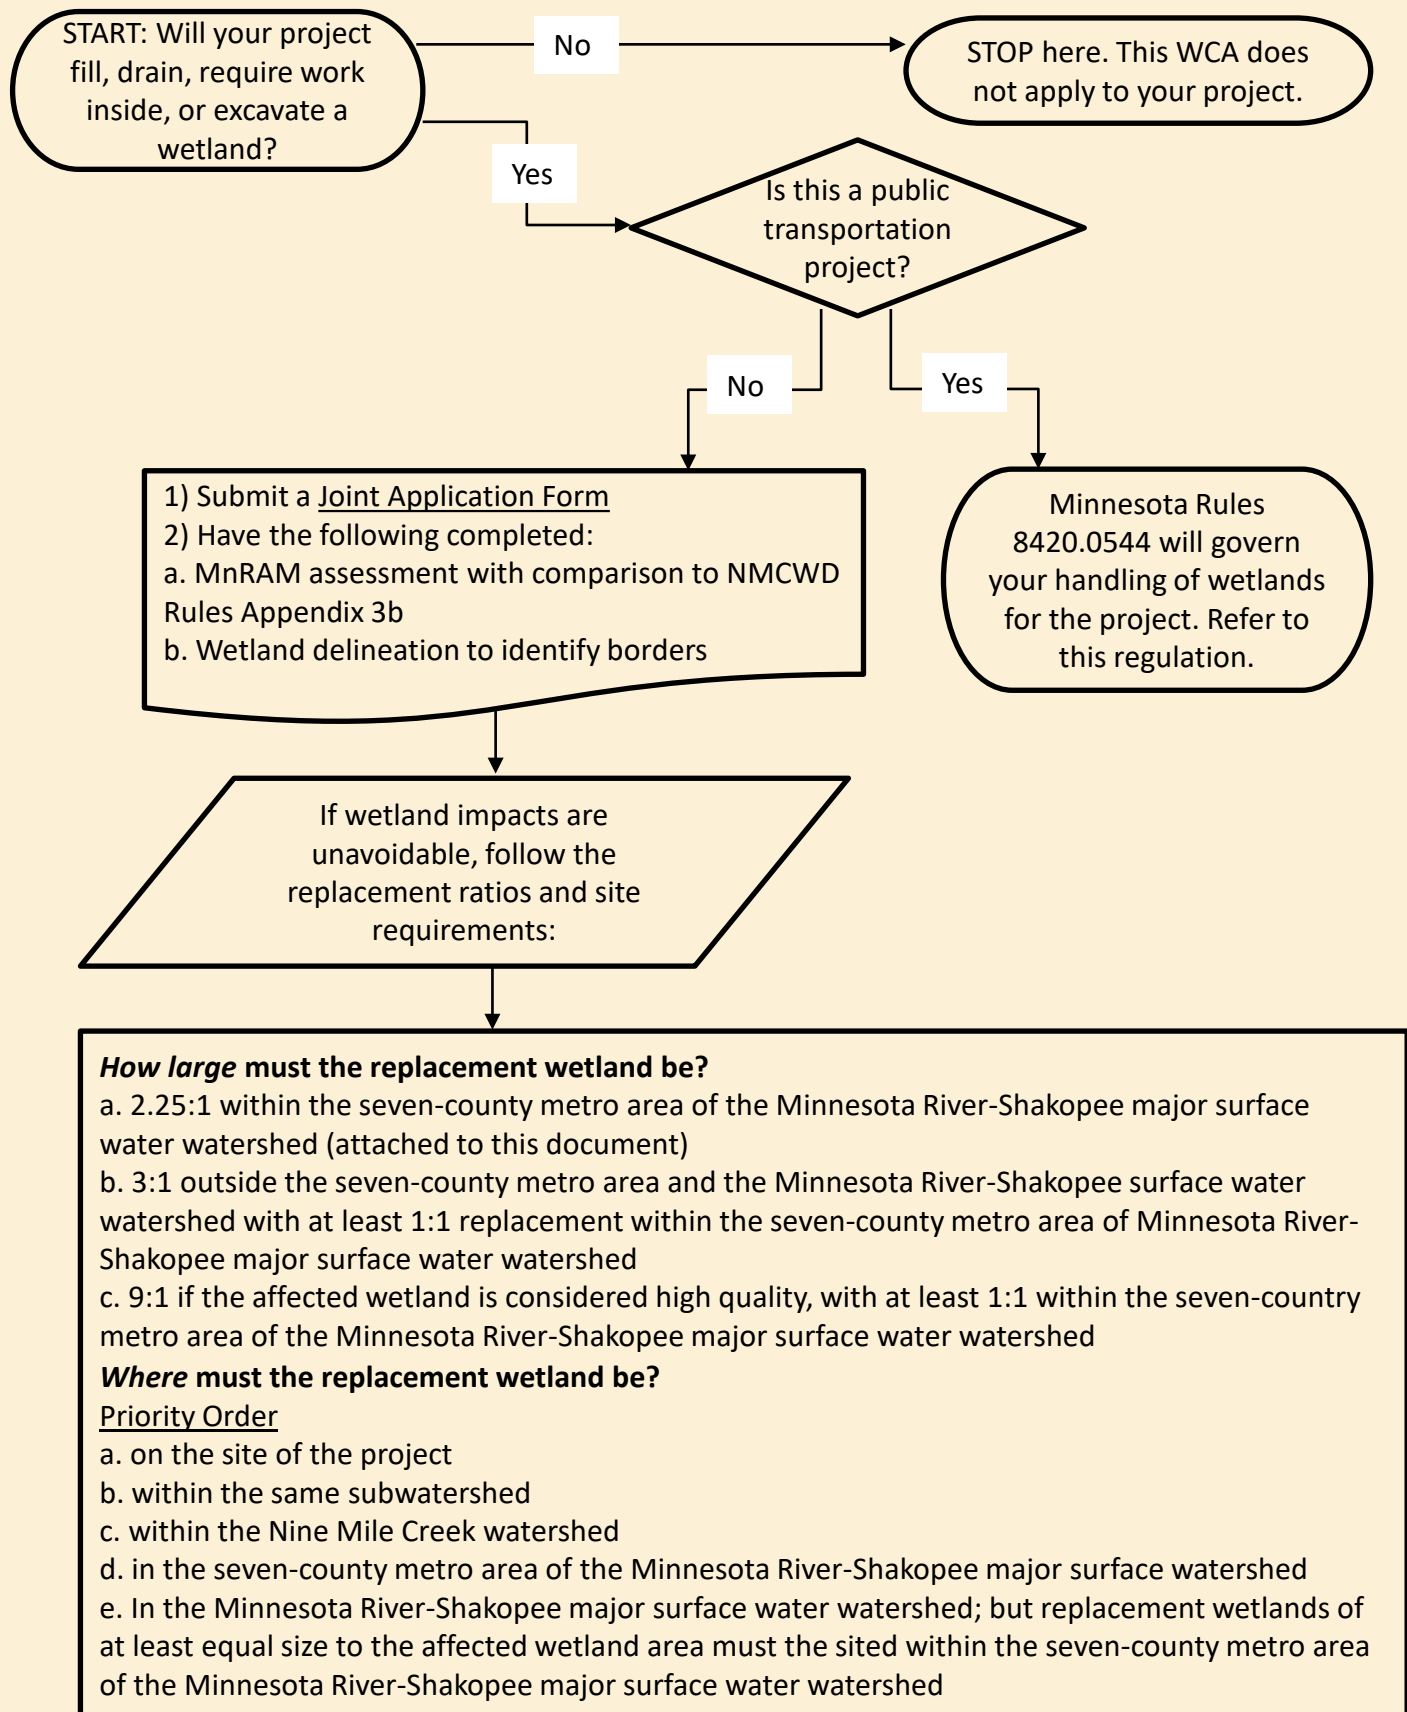 START: Will your project
fill, drain, require work
inside, or excavate a
wetland?
No
STOP here. This WCA does
not apply to your project.
Yes
Is this a public
transportation
project?
No
Yes
1) Submit a Joint Application Form
2) Have the following completed:
a. MnRAM assessment with comparison to NMCWD
Rules Appendix 3b
b. Wetland delineation to identify borders
Minnesota Rules
8420.0544 will govern
your handling of wetlands
for the project. Refer to
this regulation.
If wetland impacts are
unavoidable, follow the
replacement ratios and site
requirements:
How large must the replacement wetland be?
a. 2.25:1 within the seven-county metro area of the Minnesota River-Shakopee major surface
water watershed (attached to this document)
b. 3:1 outside the seven-county metro area and the Minnesota River-Shakopee surface water
watershed with at least 1:1 replacement within the seven-county metro area of Minnesota River-
Shakopee major surface water watershed
c. 9:1 if the affected wetland is considered high quality, with at least 1:1 within the seven-country
metro area of the Minnesota River-Shakopee major surface water watershed
Where must the replacement wetland be?
Priority Order
a. on the site of the project
b. within the same subwatershed
c. within the Nine Mile Creek watershed
d. in the seven-county metro area of the Minnesota River-Shakopee major surface watershed
e. In the Minnesota River-Shakopee major surface water watershed; but replacement wetlands of
at least equal size to the affected wetland area must the sited within the seven-county metro area
of the Minnesota River-Shakopee major surface water watershed